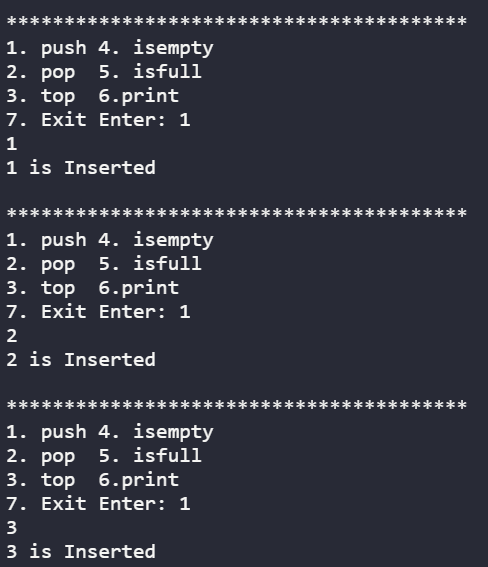 ****************************************
1. push 4. isempty
2. pop  5. isfull
3. top  6.print
7. Exit Enter: 1
1
1 is Inserted
****************************************
1. push 4. isempty
2. pop  5. isfull
3. top  6.print
7. Exit Enter: 1
2
2 is Inserted
****************************************
1. push 4. isempty
2. pop  5. isfull
3. top  6.print
7. Exit Enter: 1
3
3 is Inserted